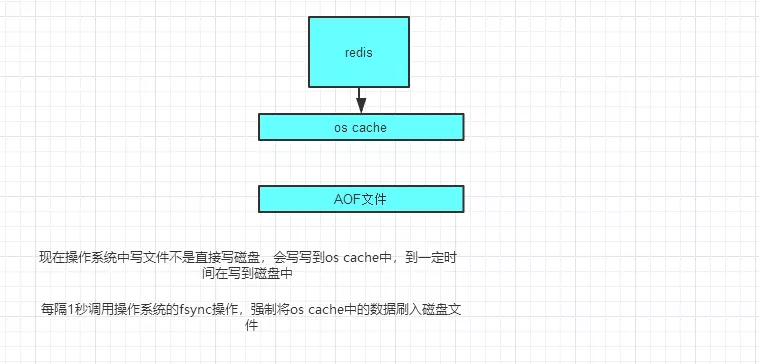 redis
os cache
AOF文件
现在操作系统中写文件不是直接写磁盘，会写写到os cache中，到一定时
间在写到磁盘中
每隔1秒调用操作系统的fsync操作，强制将os cache中的数据刷入磁盘文
件